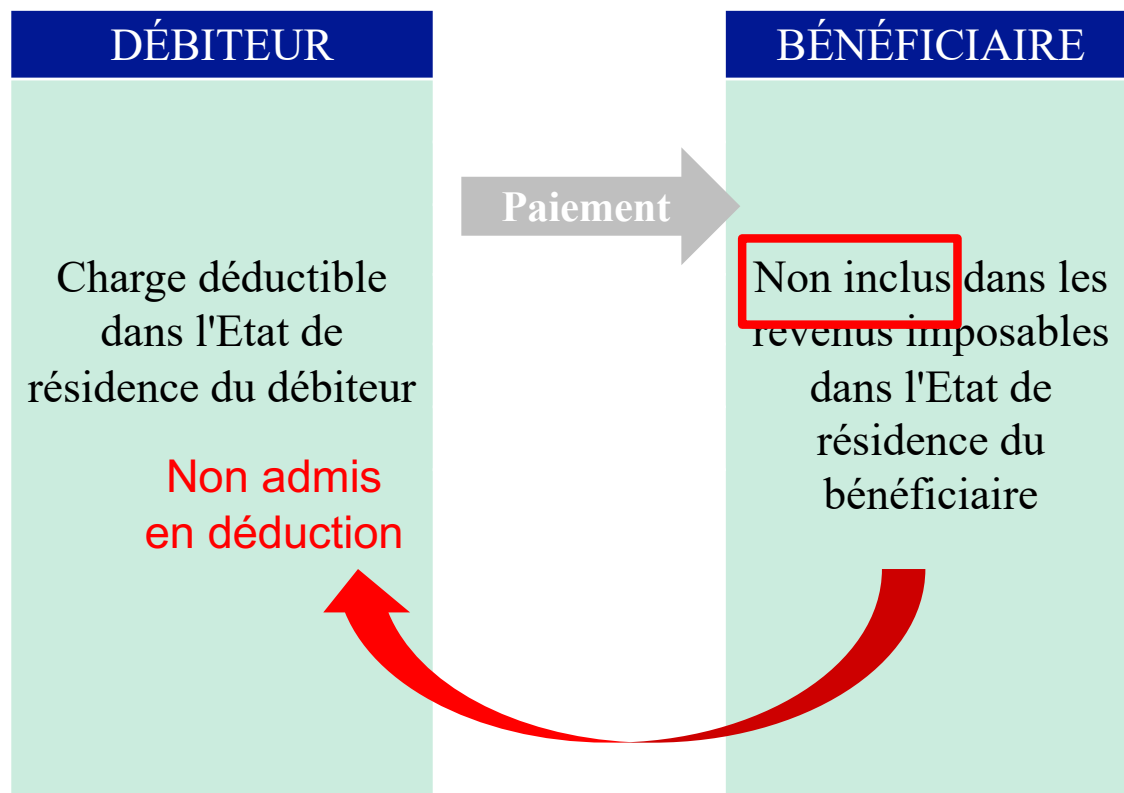 DÉBITEUR
Charge déductible
dans l'Etat de
résidence du débiteur
Non admis
en déduction
Paiement
BÉNÉFICIAIRE
Non inclus dans les
revenus imposables
dans l'Etat de
résidence du
bénéficiaire